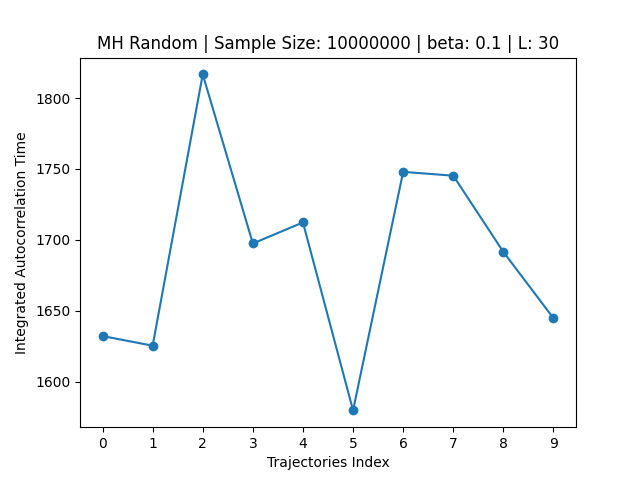 MH Random | Sample Size: 10000000 | beta: 0.1 | L: 30
Integrated Autocorrelation Time
1800
1750
1700
1650
1600
0 1 2 3 4 5 6 7 8 9
Trajectories Index